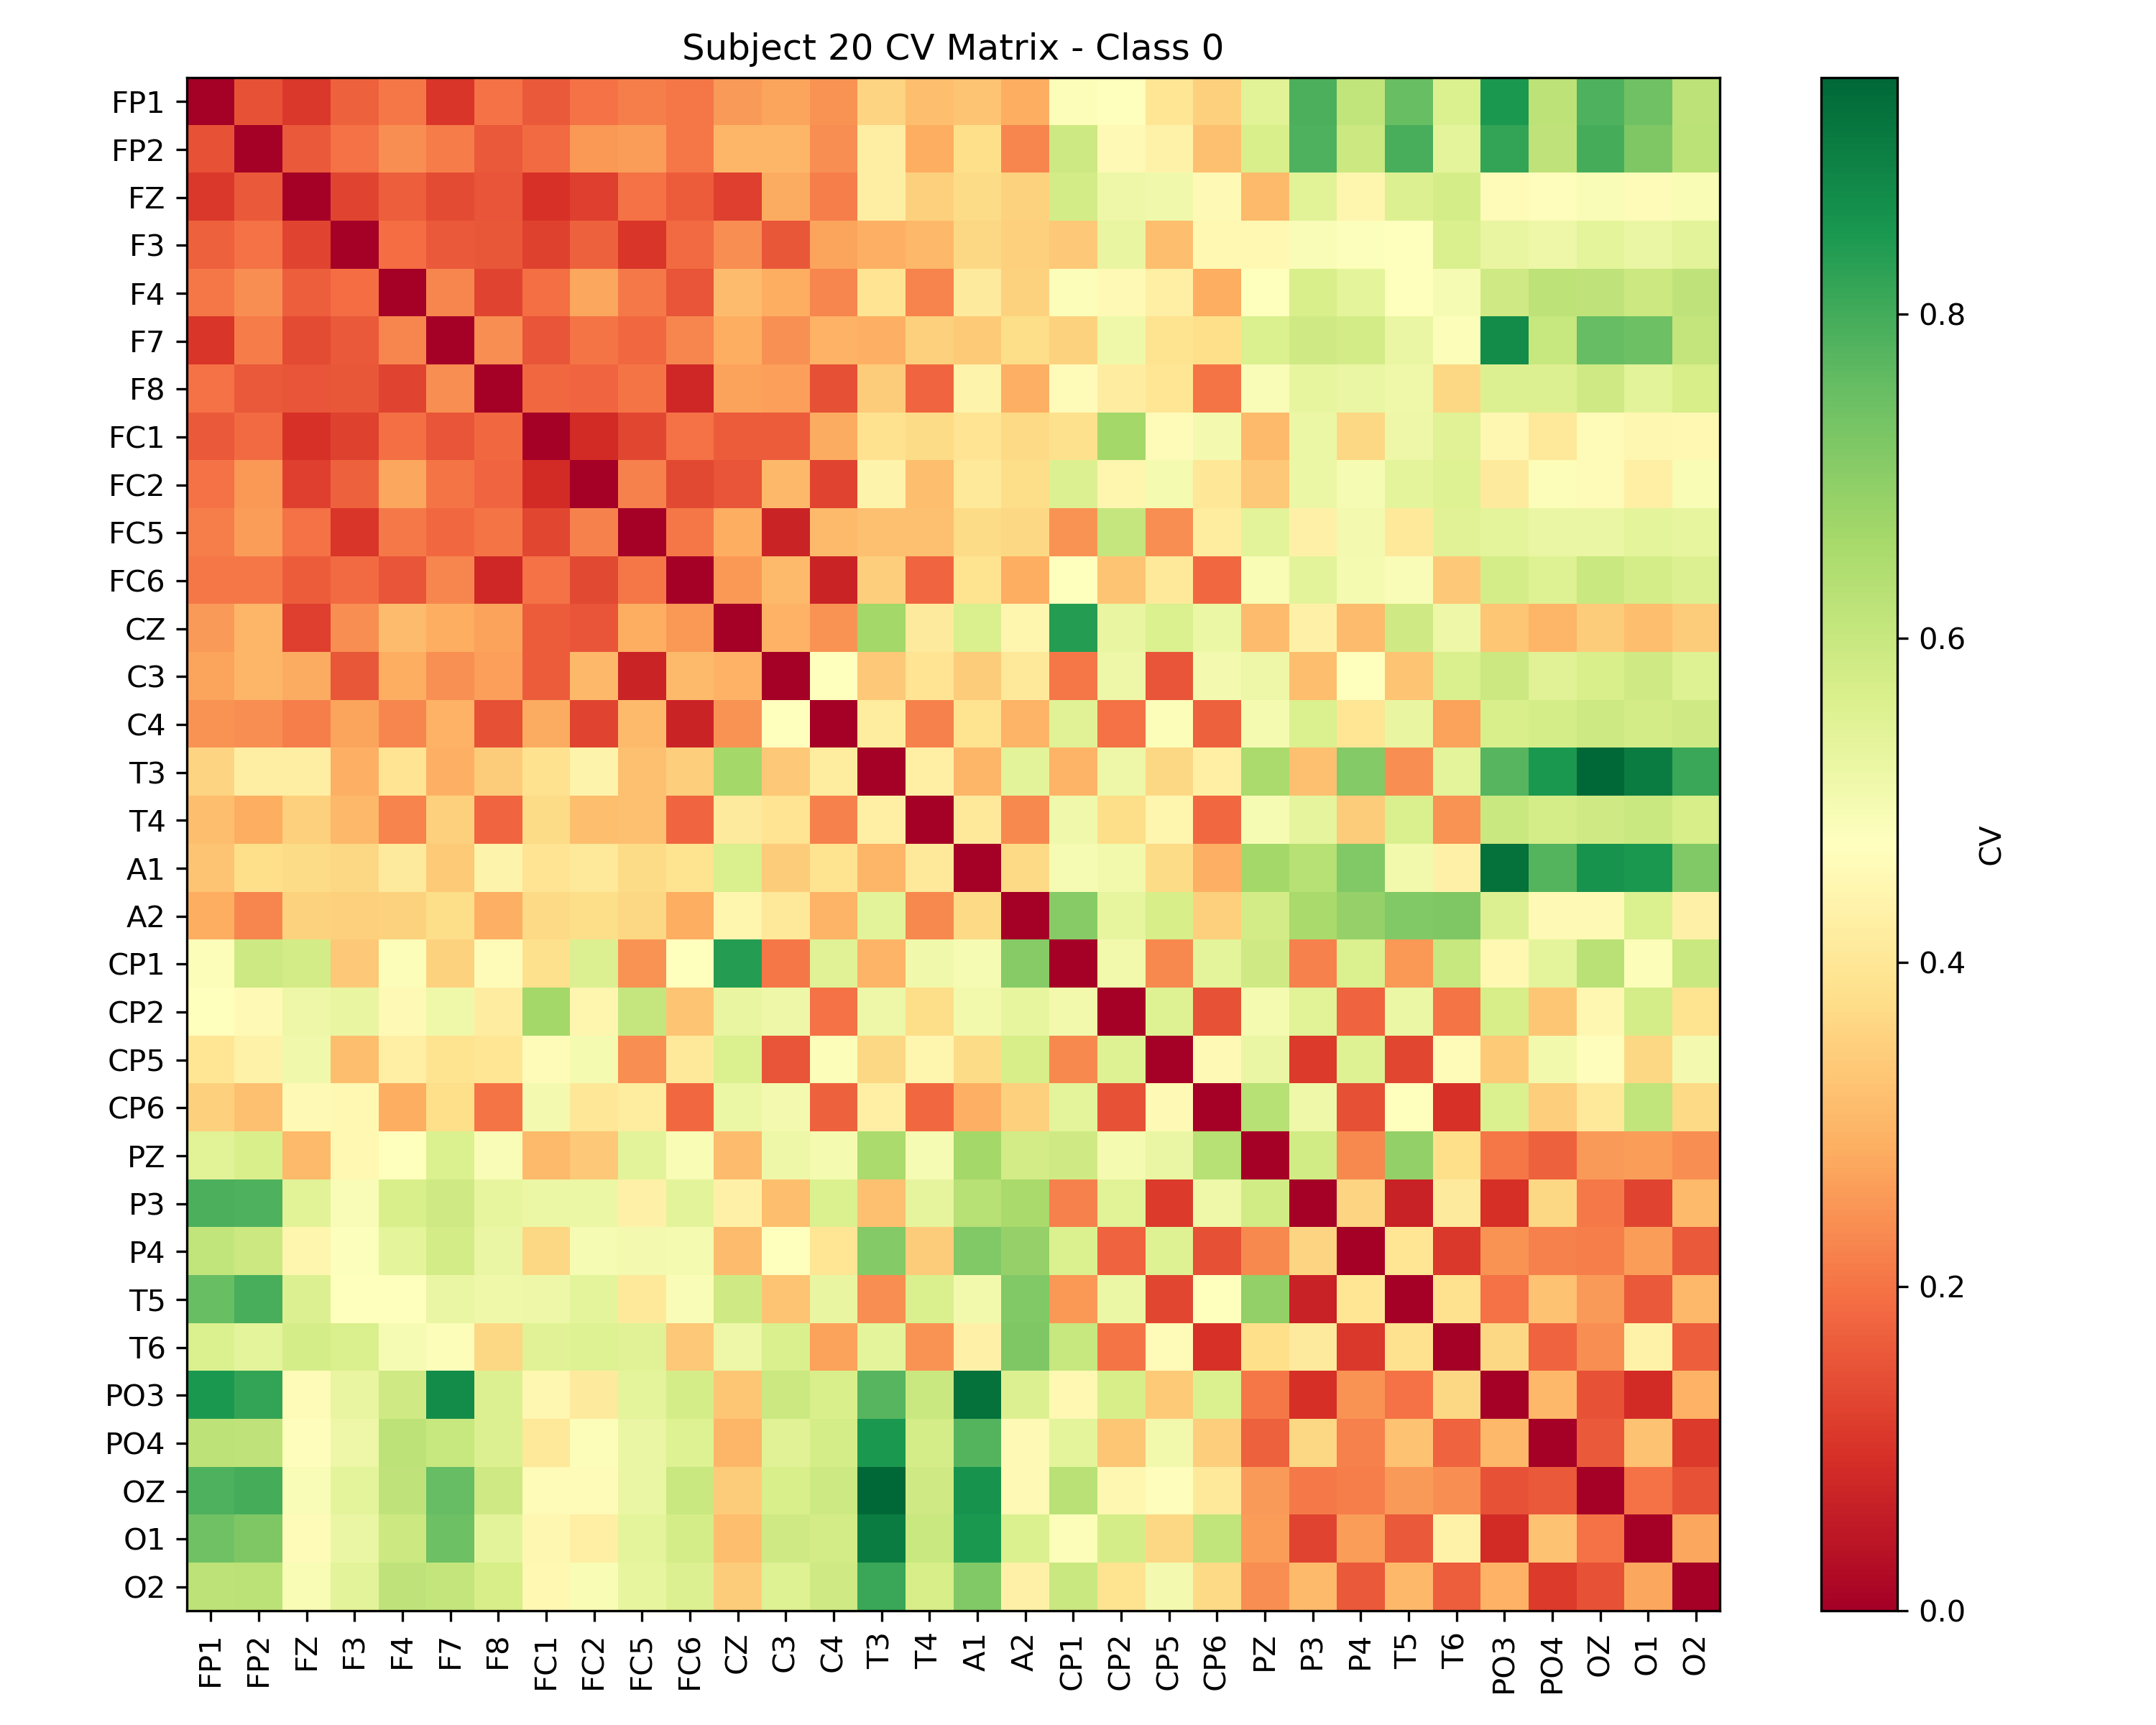 Subject 20 CV Matrix - Class 0
FP1
FP2
FZ
F3
F4
F7
F8
FC1
FC2
FC5
FC6
CZ
C3
C4
T3
T4
A1
A2
CP1
CP2
CP5
CP6
PZ
P3
P4
T5
T6
PO3
PO4
OZ
O1
O2
FP1 FP2 FZ F3 F4 F7 F8 FC1 FC2 FC5 FC6 CZ C3 C4 T3 T4 A1 A2 CP1 CP2 CP5 CP6 PZ P3 P4 T5 T6 PO3 PO4 OZ O1 O2
0.8
0.6
0.4
0.2
0.0
CV